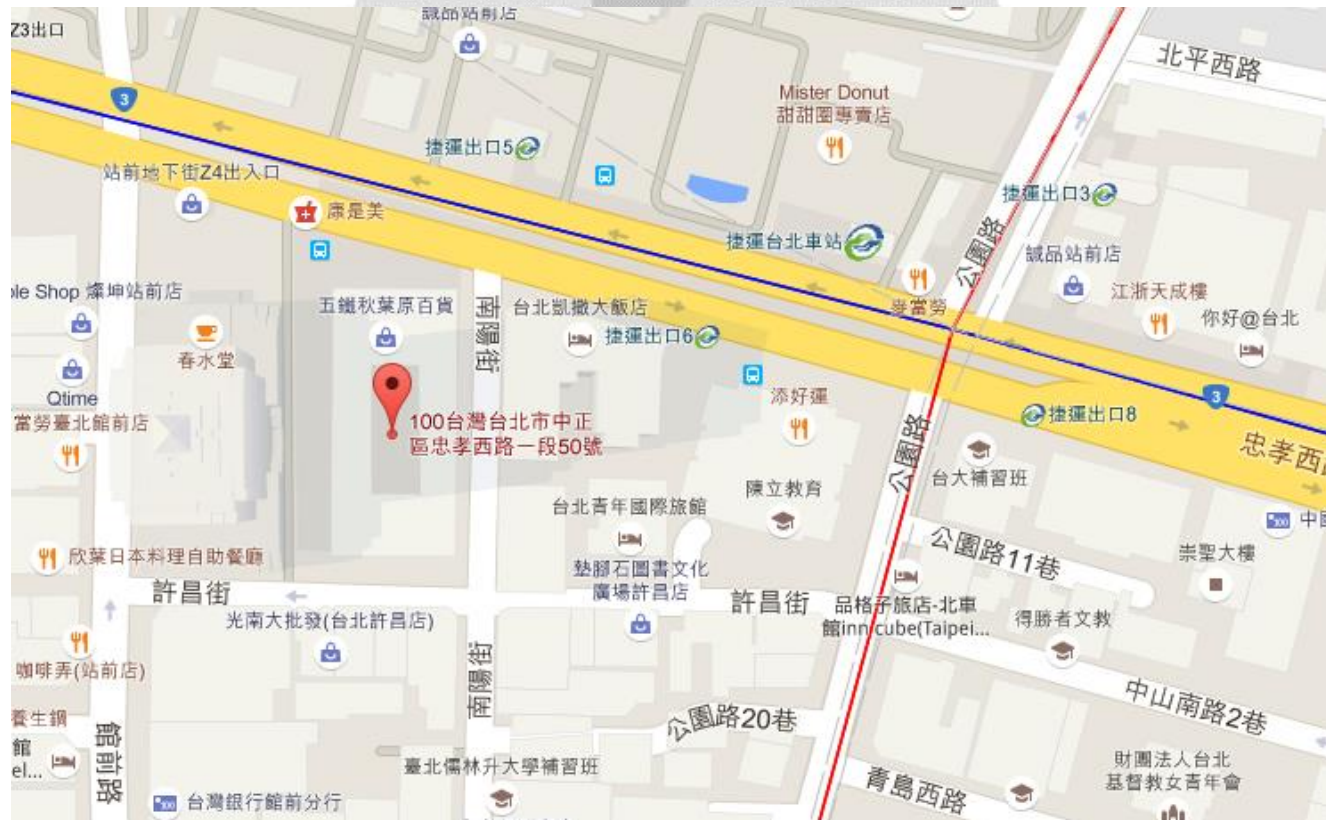 Z3出口
誠品站前店
北平西路
Mister Donut
甜甜圈專賣店
3
捷運出口5
站前地下街Z4出入口
捷運出口3
康是美
捷運台北車站
公園路
誠品站前店
ple Shop 燦坤站前店
五鐵秋葉原百貨
南陽街
台北凱撒大飯店
捷運出口6
麥當勞
江浙天成樓
你好@台北
春水堂
Qtime
添好運
捷運出口8
3
當勞臺北館前店
100台灣台北市中正
區忠孝西路一段50號
公園路
忠孝西
台大補習班
陳立教育
台北青年國際旅館
中國
欣葉日本料理自助餐廳
墊腳石圖書文化
廣場許昌店
公園路11巷
崇聖大樓
許昌街
許昌街
品格子旅店-北車
館inn cube(Taipei...
得勝者文教
光南大批發(台北許昌店)
咖啡弄(站前店)
南陽街
中山南路2巷
養生鍋
公園路20巷
館
el...
館前路
臺北儒林升大學補習班
財團法人台北
基督教女青年會
青島西路
台灣銀行館前分行